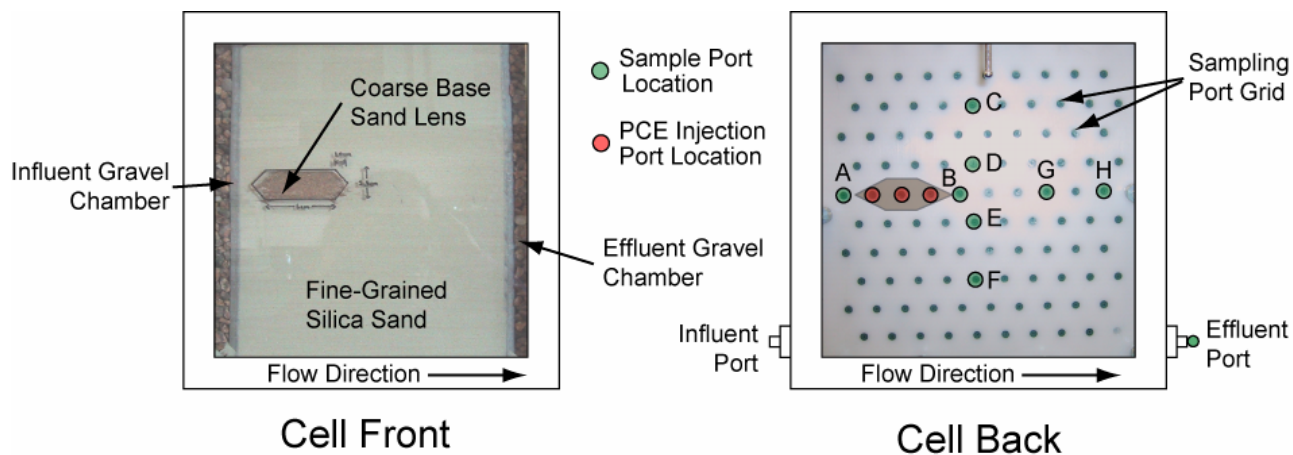 Coarse Base
Sand Lens
Influent Gravel
Chamber
Effluent Gravel
Chamber
Fine-Grained
Silica Sand
Flow Direction
Cell Front
Sample Port
Location
PCE Injection
Port Location
Sampling
Port Grid
A
B
C
D
E
F
G
H
Influent
Port
Effluent
Port
Flow Direction
Cell Back